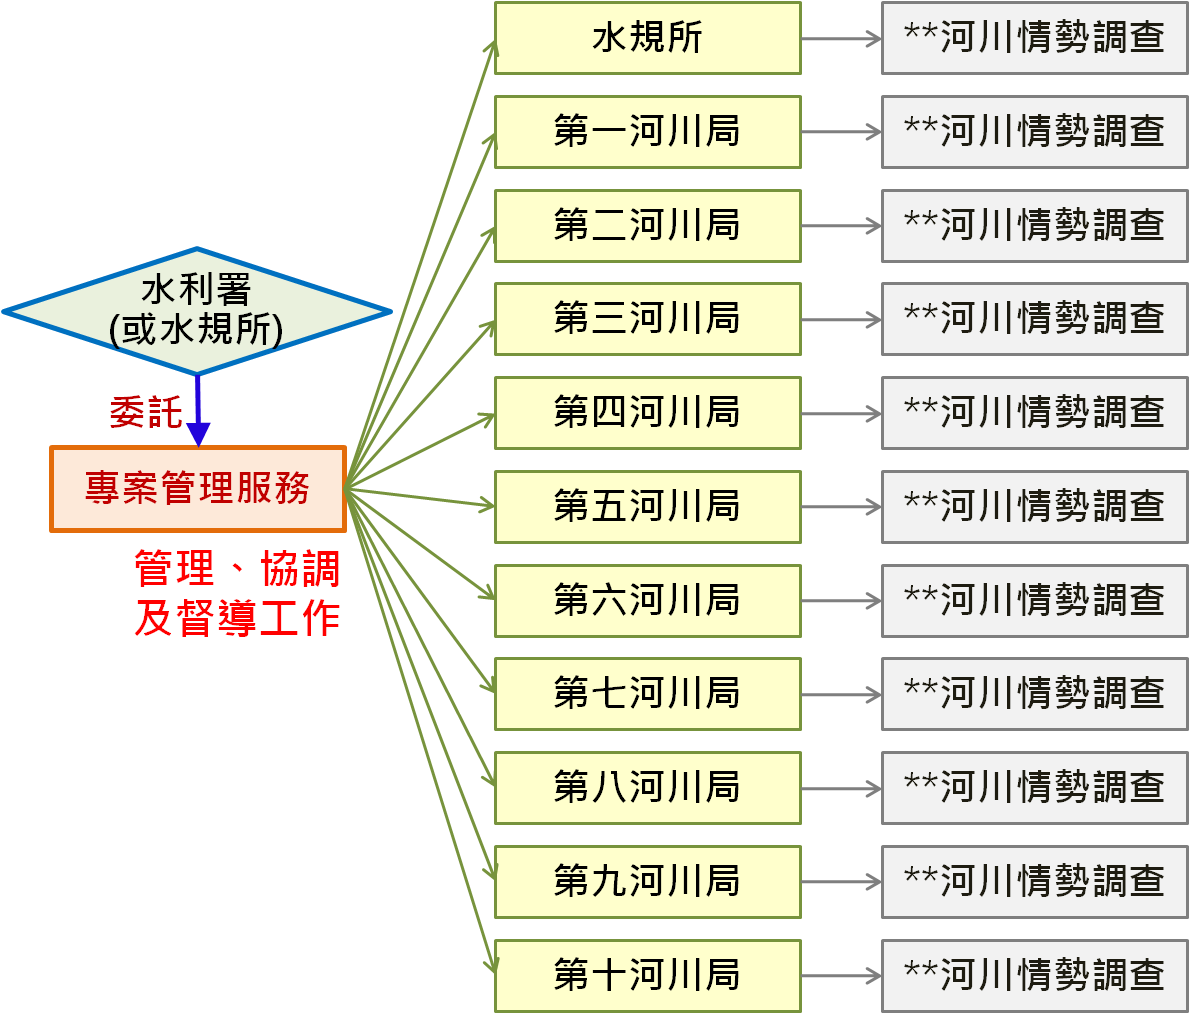 水利署
(或水規所)
委託
專案管理服務
管理、協調
及督導工作
水規所
**河川情勢調查
第一河川局
**河川情勢調查
第二河川局
**河川情勢調查
第三河川局
**河川情勢調查
第四河川局
**河川情勢調查
第五河川局
**河川情勢調查
第六河川局
**河川情勢調查
第七河川局
**河川情勢調查
第八河川局
**河川情勢調查
第九河川局
**河川情勢調查
第十河川局
**河川情勢調查